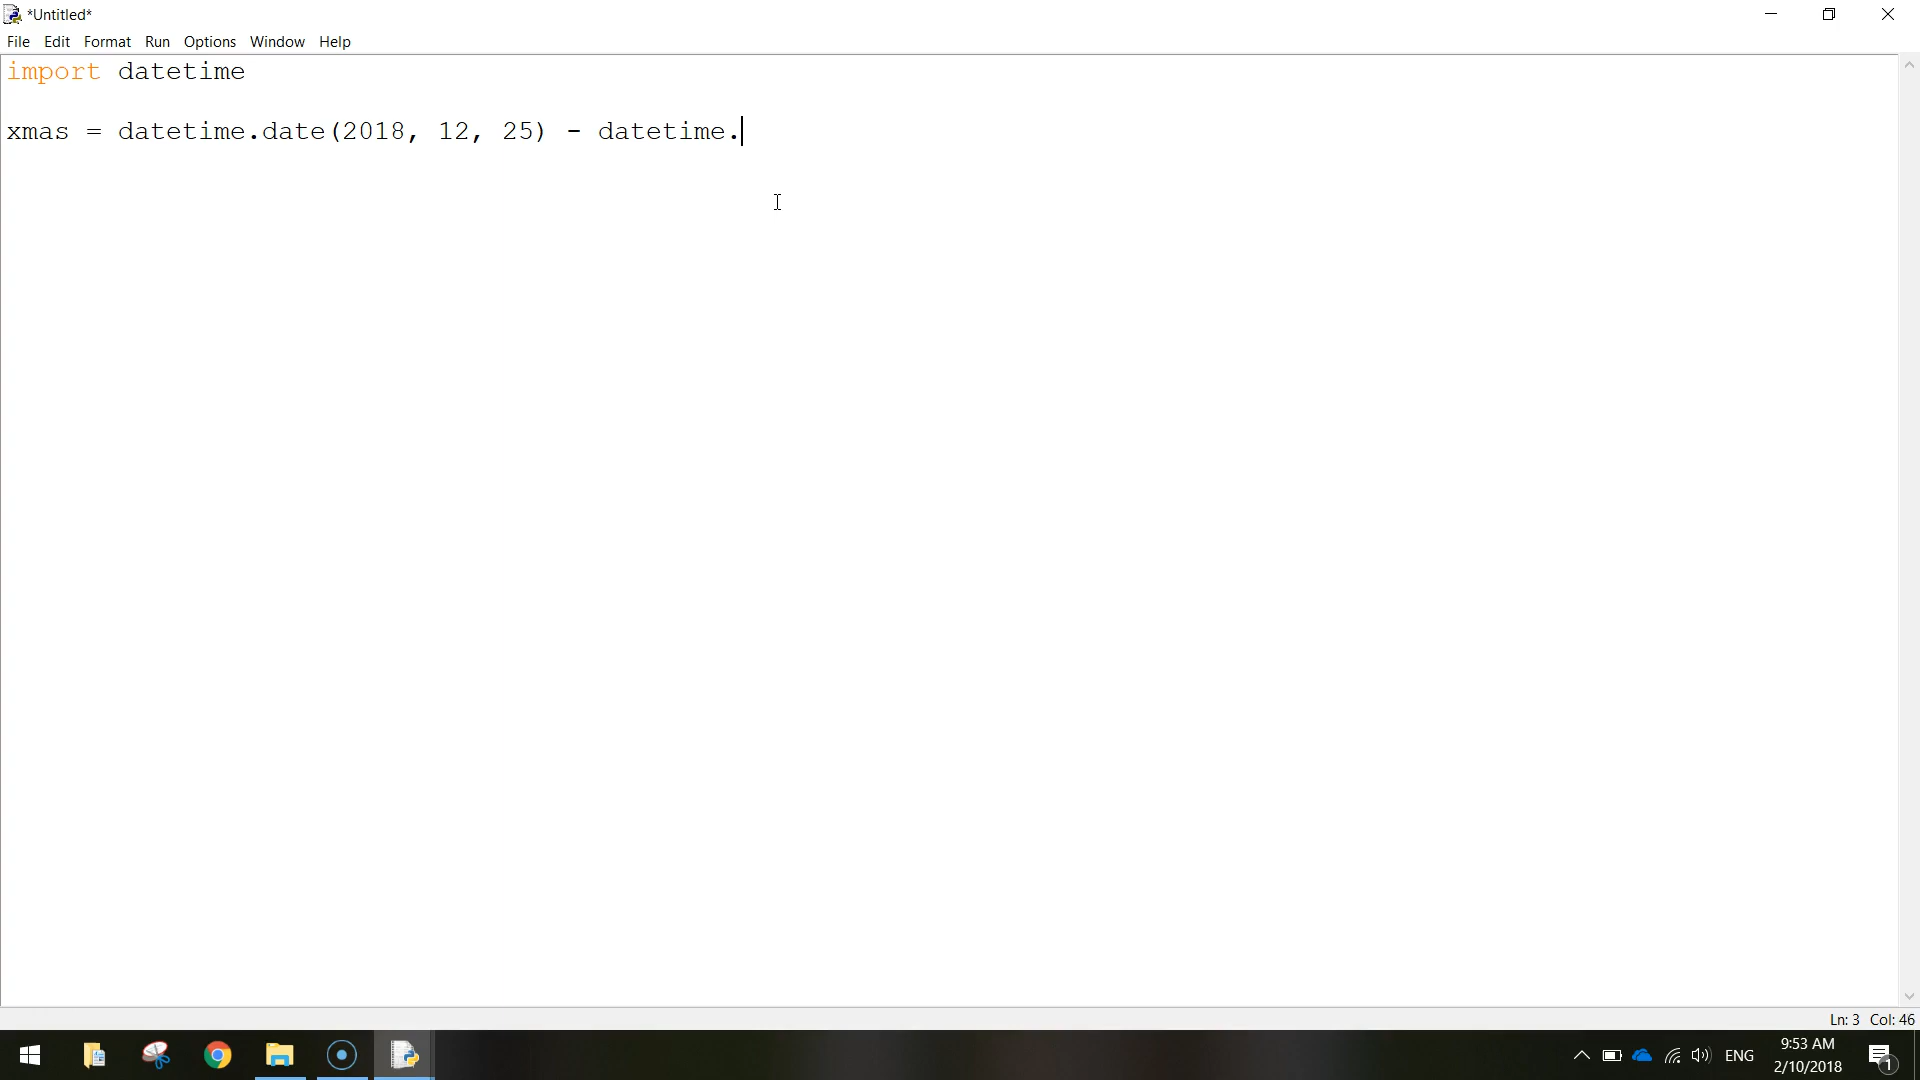 *Untitled*
File Edit Format Run Options Window Help
import datetime
xmas = datetime.date(2018, 12, 25) - datetime.
Ln: 3 Col: 46
ENG
9:53 AM
2/10/2018
1